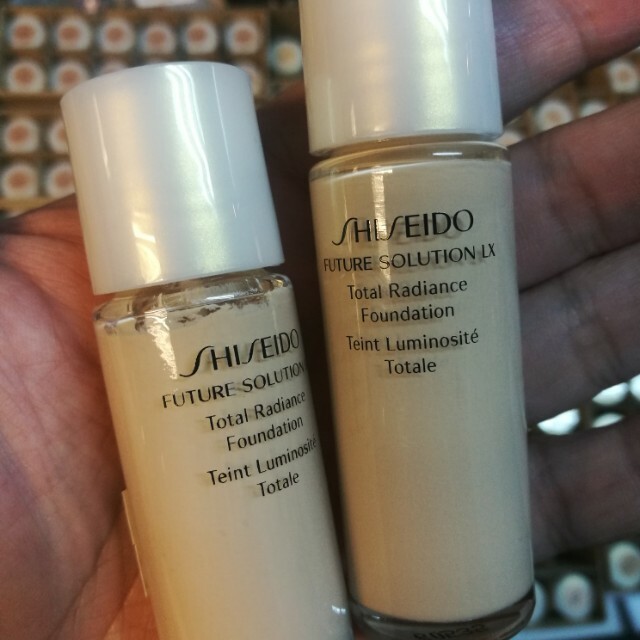 SHISEIDO
FUTURE SOLUTION
Total Radiance
Foundation
Teint Luminosité
Totale
SHISEIDO
FUTURE SOLUTION LX
Total Radiance
Foundation
Teint Luminosité
Totale